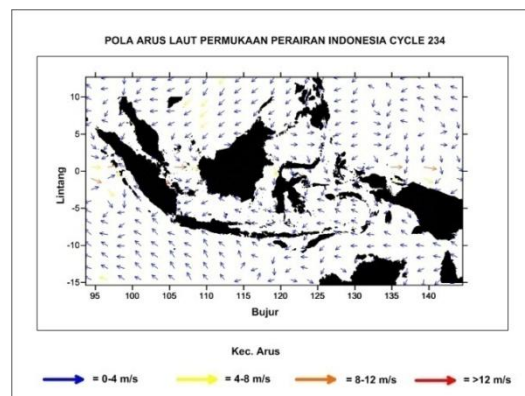 POLA ARUS LAUT PERMUKAAN PERAIRAN INDONESIA CYCLE 234
10
5
0
-5
-10
-15
Lintang
95 100 105 110 115 120 125 130 135 140
Bujur
Kec. Arus
= 0-4 m/s = 4-8 m/s = 8-12 m/s = >12 m/s